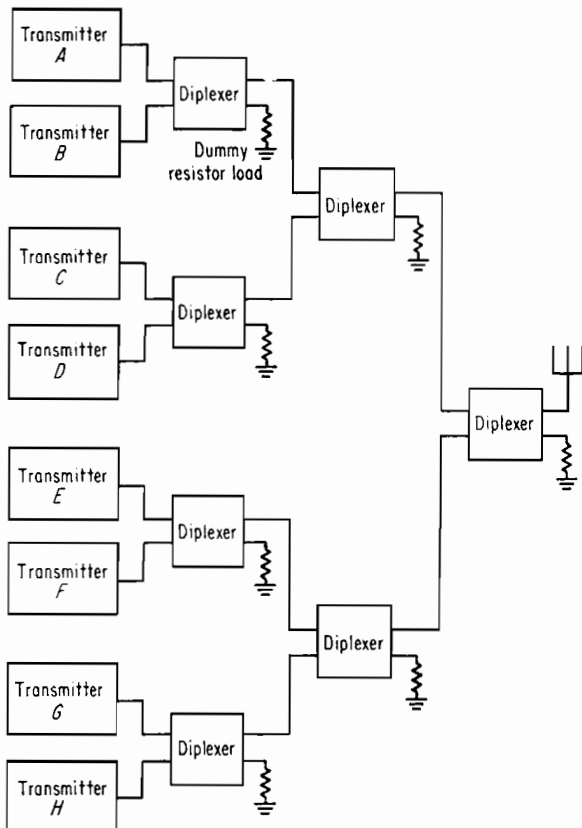 Transmitter
A
Transmitter
B
Diplexer
Dummy
resistor load
Diplexer
Transmitter
C
Transmitter
D
Diplexer
Diplexer
Transmitter
E
Transmitter
F
Diplexer
Diplexer
Transmitter
G
Transmitter
H
Diplexer